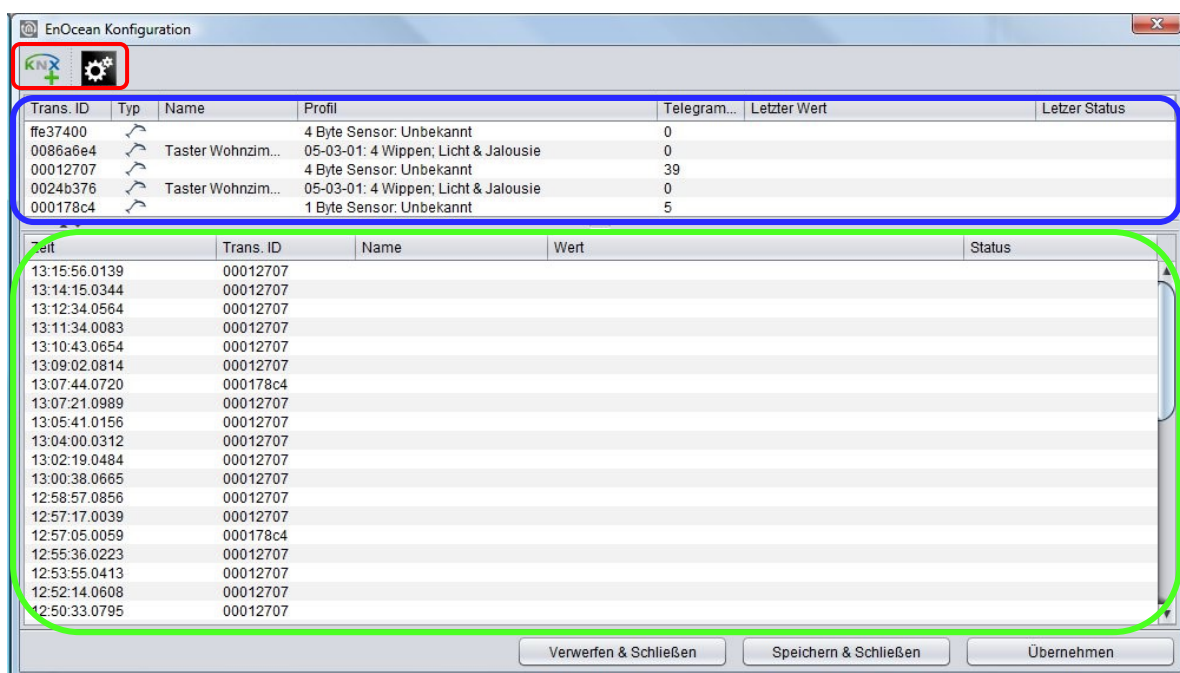 EnOcean Konfiguration
KNX
Trans. ID Typ Name Profil Telegram... Letzter Wert Letzer Status
ffe37400 4 Byte Sensor: Unbekannt 0
0086a6e4 Taster Wohnzim... 05-03-01: 4 Wippen; Licht & Jalousie 0
00012707 4 Byte Sensor: Unbekannt 39
0024b376 Taster Wohnzim... 05-03-01: 4 Wippen; Licht & Jalousie 0
000178c4 1 Byte Sensor: Unbekannt 5
Zeit Trans. ID Name Wert Status
13:15:56.0139 00012707
13:14:15.0344 00012707
13:12:34.0564 00012707
13:11:34.0083 00012707
13:10:43.0654 00012707
13:09:02.0814 00012707
13:07:44.0720 000178c4
13:07:21.0989 00012707
13:05:41.0156 00012707
13:04:00.0312 00012707
13:02:19.0484 00012707
13:00:38.0665 00012707
12:58:57.0856 00012707
12:57:17.0039 00012707
12:57:05.0059 000178c4
12:55:36.0223 00012707
12:53:55.0413 00012707
12:52:14.0608 00012707
12:50:33.0795 00012707
Verwerfen & Schließen Speichern & Schließen Übernehmen